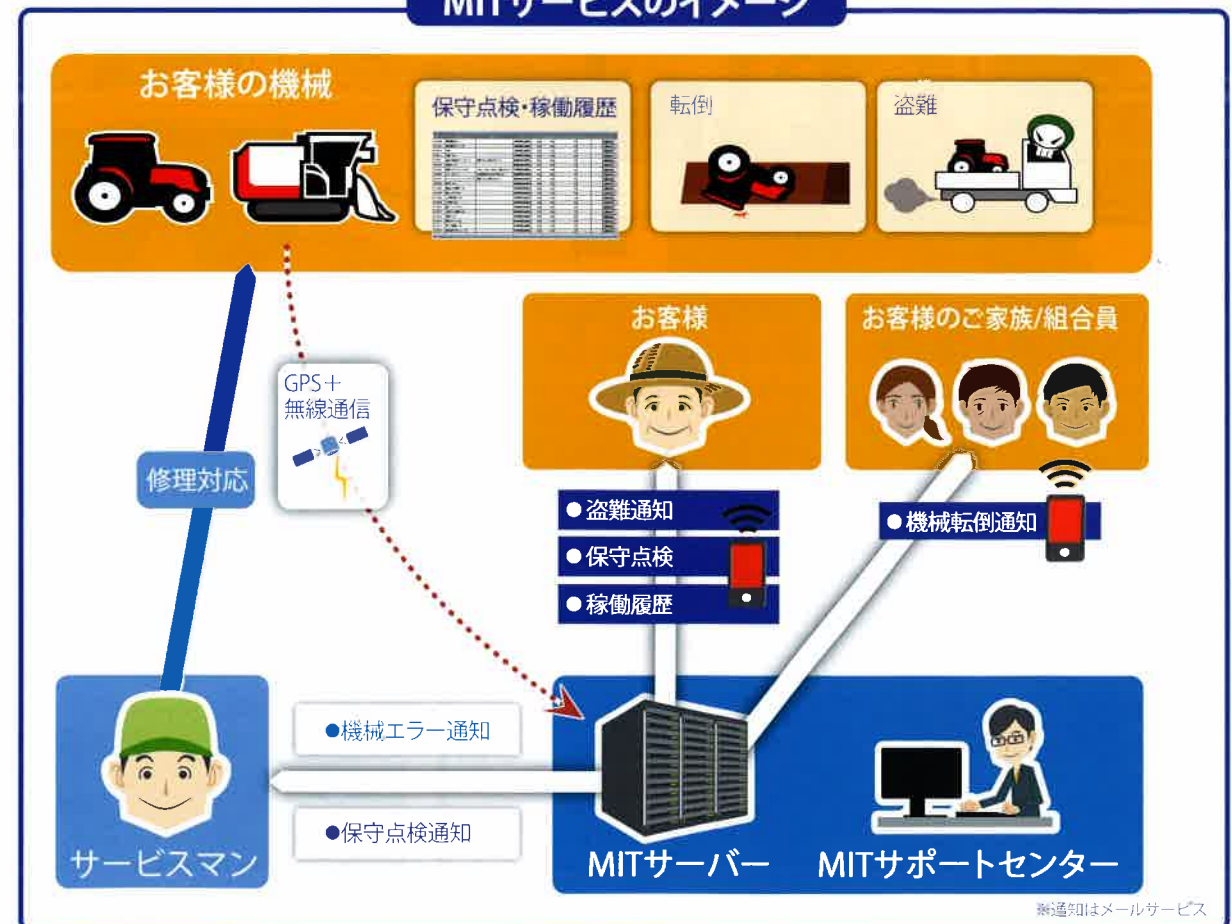 MITサービスのイメージ
お客様の機械
保守点検・稼働履歴
転倒
盗難
お客様
お客様のご家族/組合員
GPS＋
無線通信
修理対応
●盗難通知
●保守点検
●稼働履歴
●機械転倒通知
●機械エラー通知
●保守点検通知
サービスマン
MITサーバー
MITサポートセンター
※通知はメールサービス